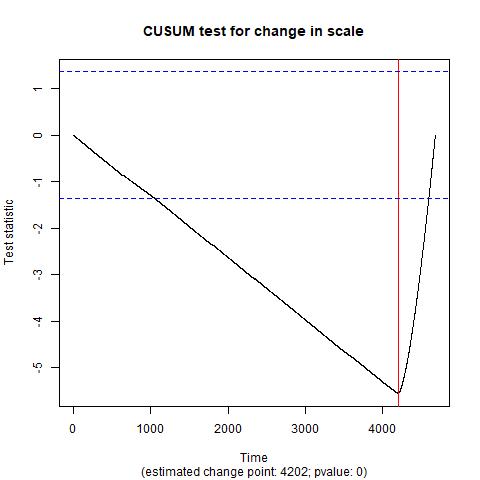 CUSUM test for change in scale
1
0
-1
-2
-3
-4
-5
Test statistic
0 1000 2000 3000 4000
Time
(estimated change point: 4202; pvalue: 0)